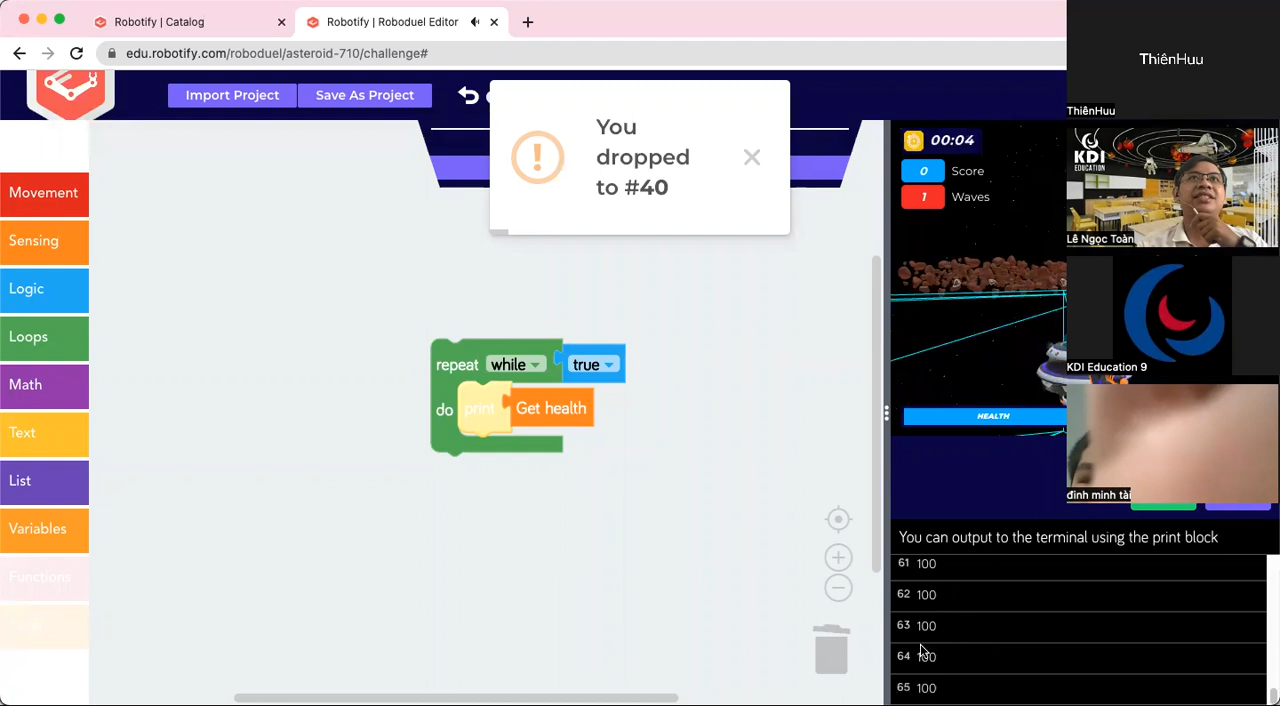 Robotify | Catalog
Robotify | Roboduel Editor
edu.robotify.com/roboduel/asteroid-710/challenge#
Import Project
Save As Project
You
dropped
to #40
Movement
Sensing
Logic
Loops
Math
Text
List
Variables
Functions
repeat while true
do print Get health
00:04
0 Score
1 Waves
HEALTH
You can output to the terminal using the print block
61 100
62 100
63 100
64 100
65 100
ThiênHuu
ThiênHuu
KDI
EDUCATION
Lê Ngọc Toàn
KDI Education 9
đinh minh tài